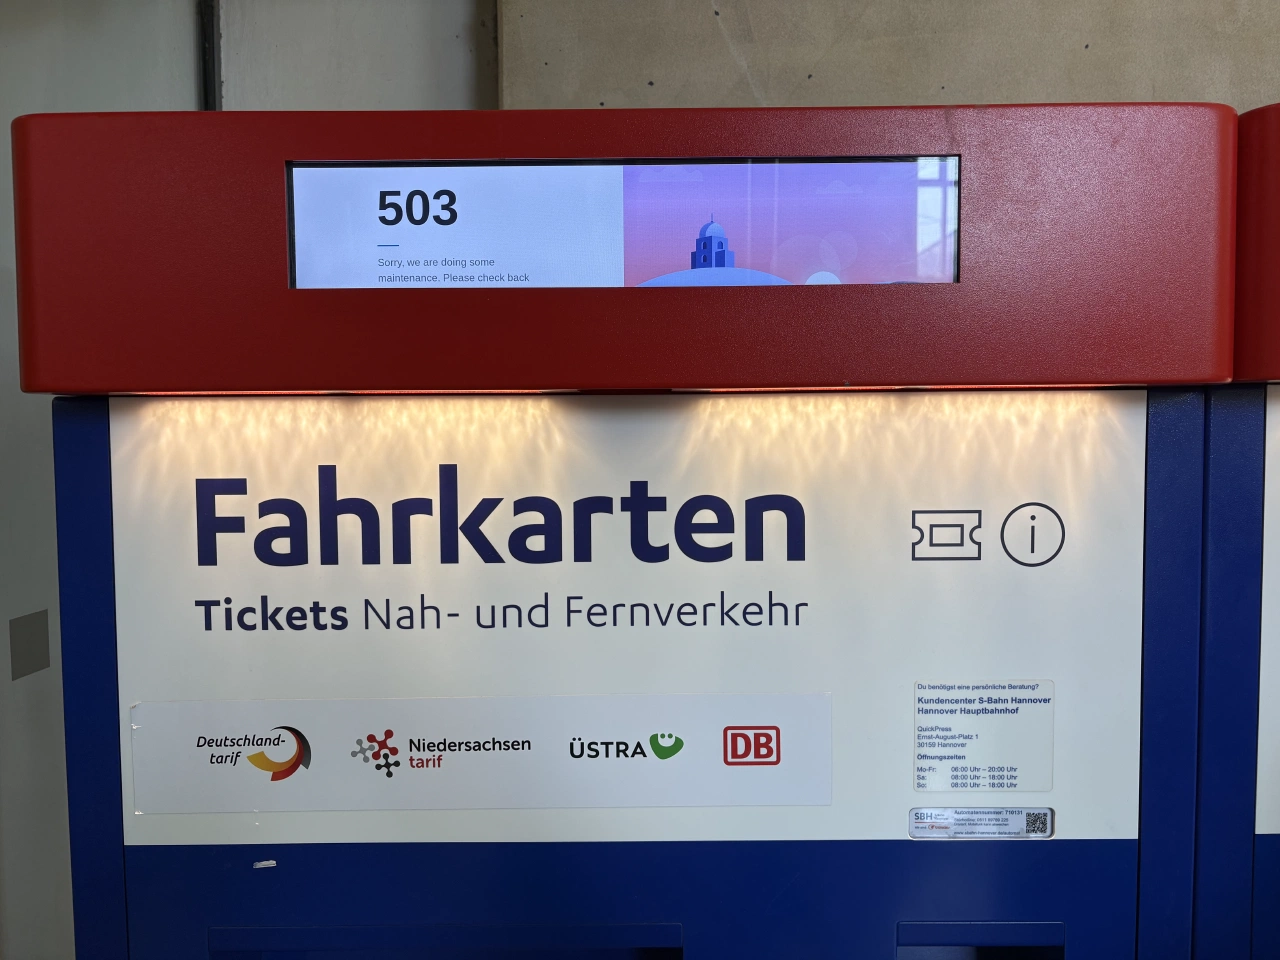 503
Sorry, we are doing some
maintenance. Please check back
Fahrkarten
Tickets Nah- und Fernverkehr
Deutschland-
tarif
Niedersachsen
tarif
ÜSTRA
DB
Du benötigst eine persönliche Beratung?
Kundencenter S-Bahn Hannover
Hannover Hauptbahnhof
QuickPress
Ernst-August-Platz 1
30159 Hannover
Öffnungszeiten
Mo-Fr: 06:00 Uhr – 20:00 Uhr
Sa: 08:00 Uhr – 18:00 Uhr
So: 08:00 Uhr – 18:00 Uhr
SBH
Automatennummer: 716131